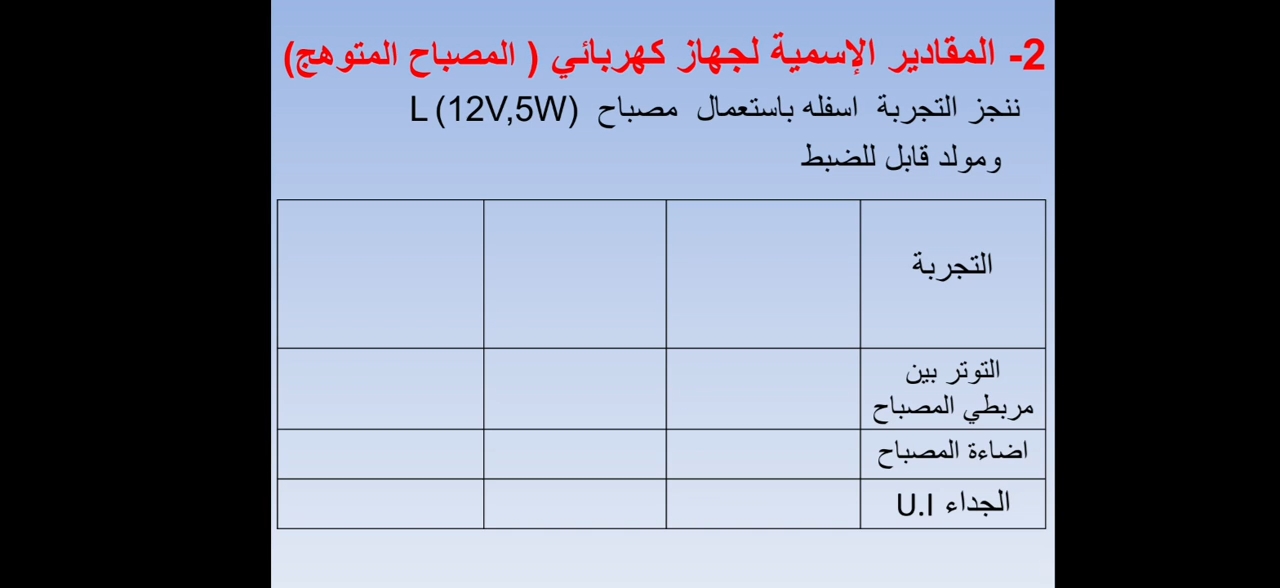 2- المقادير الإسمية لجهاز كهربائي ( المصباح المتوهج)
ننجز التجربة اسفله باستعمال مصباح L (12V,5W)
ومولد قابل للضبط
التجربة
التوتر بين
مربطي المصباح
اضاءة المصباح
الجداء U.I